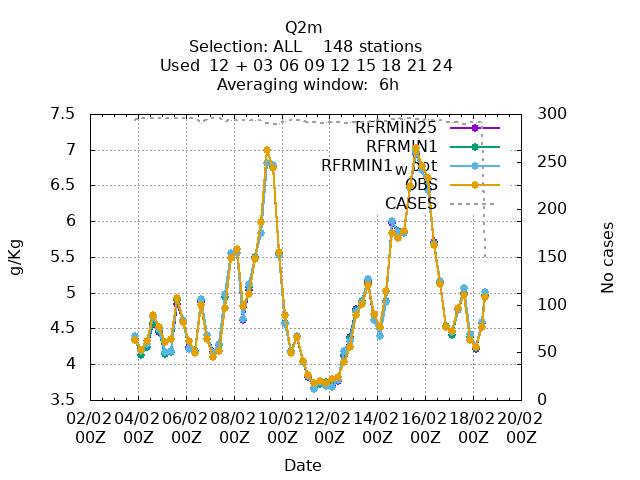 Q2m
Selection: ALL    148 stations
Used  12 + 03 06 09 12 15 18 21 24
Averaging window:  6h
7.5
7
6.5
6
5.5
5
4.5
4
3.5
g/Kg
300
250
200
150
100
50
0
No cases
RFRMIN25
RFRMIN1
RFRMIN1wopt
OBS
CASES
02/02 04/02 06/02 08/02 10/02 12/02 14/02 16/02 18/02 20/02
00Z 00Z 00Z 00Z 00Z 00Z 00Z 00Z 00Z 00Z
Date